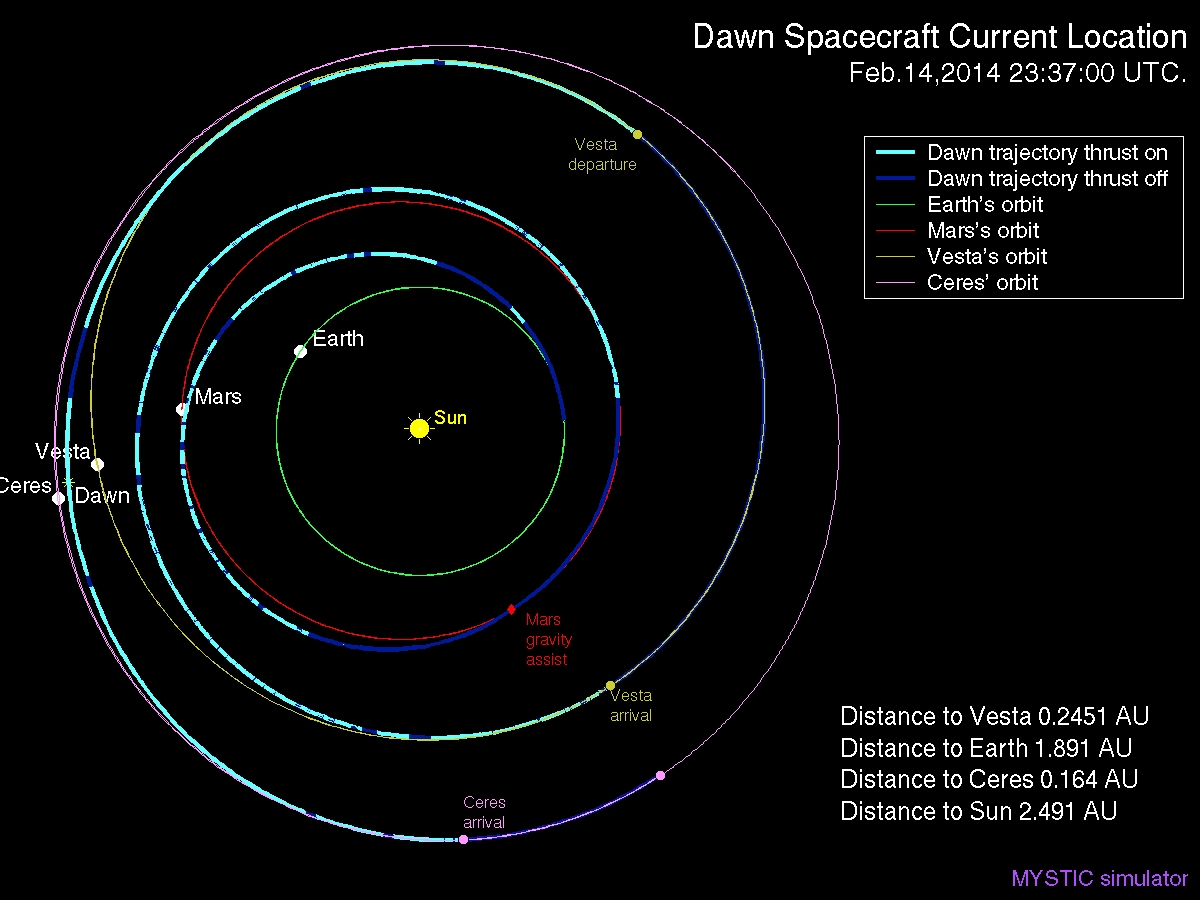 Dawn Spacecraft Current Location
Feb.14,2014 23:37:00 UTC.
Dawn trajectory thrust on
Dawn trajectory thrust off
Earth's orbit
Mars's orbit
Vesta's orbit
Ceres' orbit
Vesta
departure
Earth
Mars
Sun
Vesta
Ceres
Dawn
Mars
gravity
assist
Vesta
arrival
Ceres
arrival
Distance to Vesta 0.2451 AU
Distance to Earth 1.891 AU
Distance to Ceres 0.164 AU
Distance to Sun 2.491 AU
MYSTIC simulator